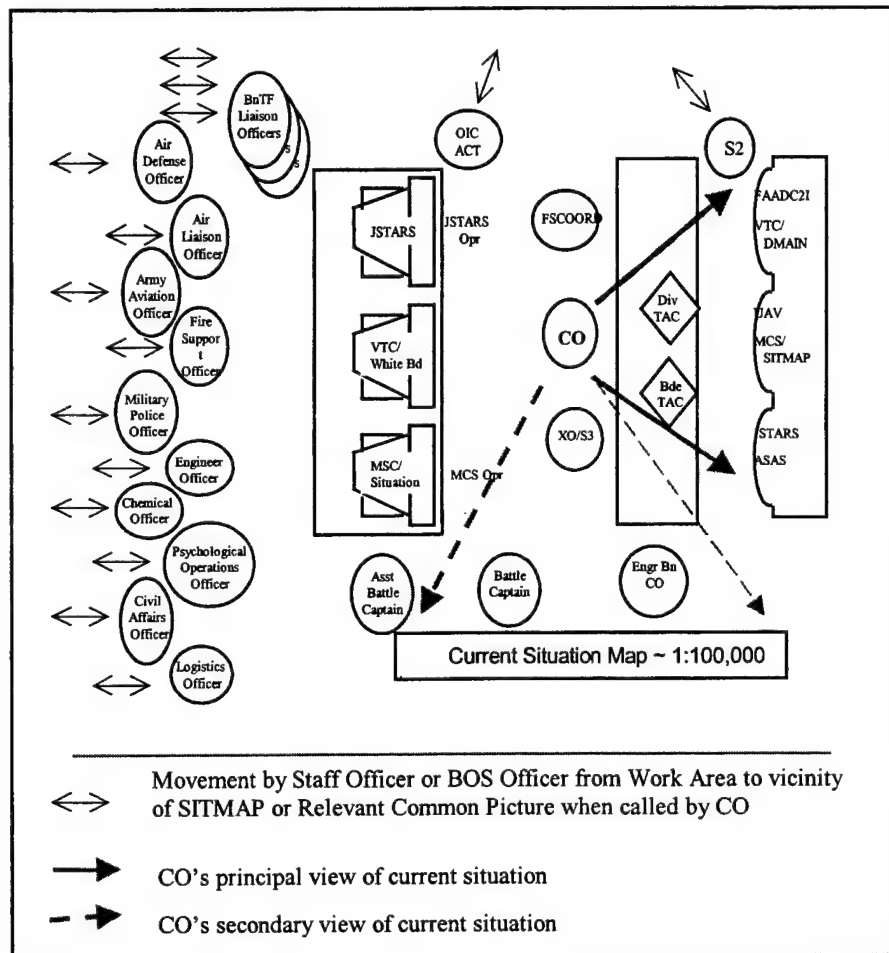 BnTF
Liaison
Officers
s
s
OIC
ACT
S2
Air
Defense
Officer
Air
Liaison
Officer
Army
Aviation
Officer
Fire
Suppor
t
Officer
Military
Police
Officer
Engineer
Officer
Chemical
Officer
Psychological
Operations
Officer
Civil
Affairs
Officer
Logistics
Officer
JSTARS
JSTARS
Opr
VTC/
White Bd
MSC/
Situation
MCS Opr
FSCOORD
CO
XO/S3
Div
TAC
Bde
TAC
FAADC2I
VTC/
DMAIN
UAV
MCS/
SITMAP
JSTARS
ASAS
Asst
Battle
Captain
Battle
Captain
Engr Bn
CO
Current Situation Map ~ 1:100,000
Movement by Staff Officer or BOS Officer from Work Area to vicinity
of SITMAP or Relevant Common Picture when called by CO
CO's principal view of current situation
CO's secondary view of current situation